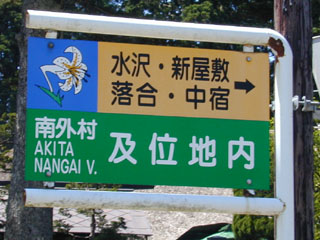 水沢・新屋敷
落合・中宿
→
南外村
AKITA
NANGAI V.
及位地内